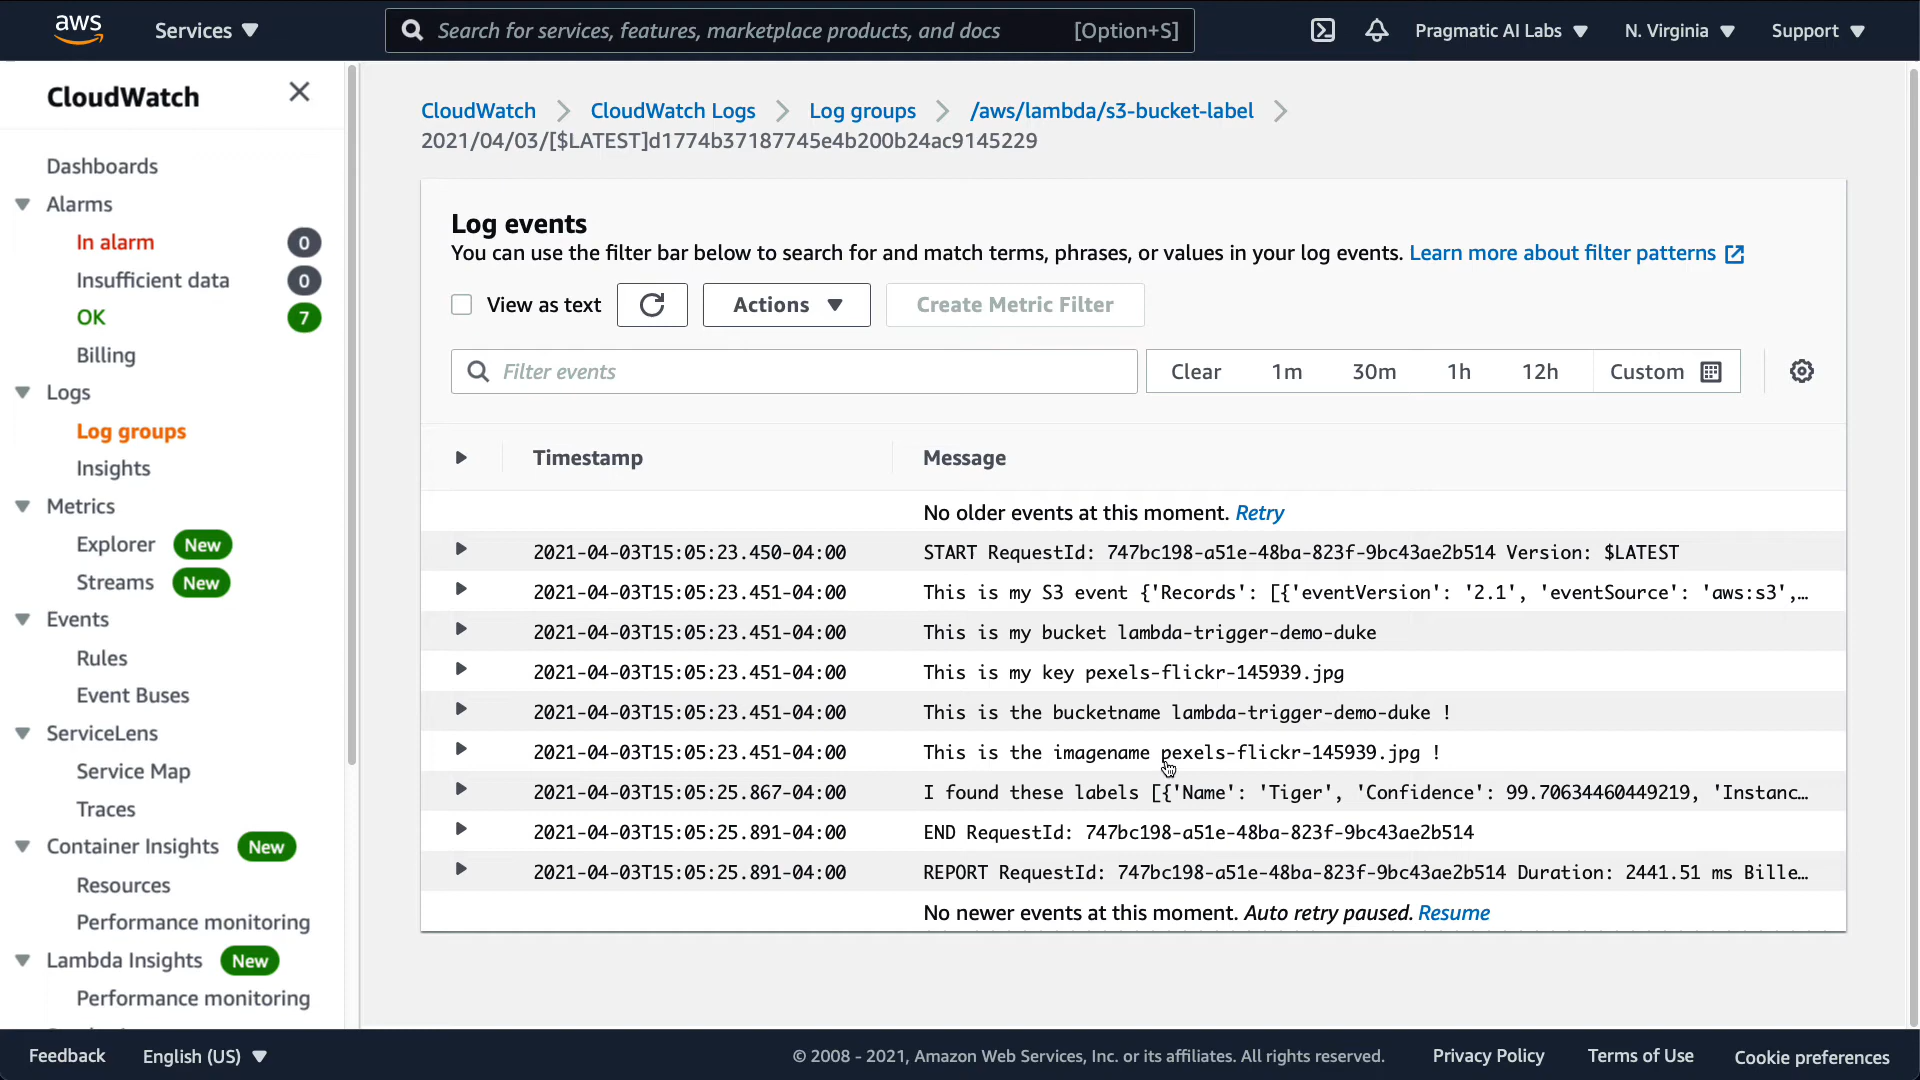 aws
Services
Search for services, features, marketplace products, and docs
[Option+S]
Pragmatic AI Labs
N. Virginia
Support
CloudWatch
Dashboards
Alarms
In alarm 0
Insufficient data 0
OK 7
Billing
Logs
Log groups
Insights
Metrics
Explorer New
Streams New
Events
Rules
Event Buses
ServiceLens
Service Map
Traces
Container Insights New
Resources
Performance monitoring
Lambda Insights New
Performance monitoring
CloudWatch CloudWatch Logs Log groups /aws/lambda/s3-bucket-label
2021/04/03/[$LATEST]d1774b37187745e4b200b24ac9145229
Log events
You can use the filter bar below to search for and match terms, phrases, or values in your log events. Learn more about filter patterns
View as text Actions Create Metric Filter
Filter events Clear 1m 30m 1h 12h Custom
Timestamp Message
No older events at this moment. Retry
2021-04-03T15:05:23.450-04:00 START RequestId: 747bc198-a51e-48ba-823f-9bc43ae2b514 Version: $LATEST
2021-04-03T15:05:23.451-04:00 This is my S3 event {'Records': [{'eventVersion': '2.1', 'eventSource': 'aws:s3',…
2021-04-03T15:05:23.451-04:00 This is my bucket lambda-trigger-demo-duke
2021-04-03T15:05:23.451-04:00 This is my key pexels-flickr-145939.jpg
2021-04-03T15:05:23.451-04:00 This is the bucketname lambda-trigger-demo-duke !
2021-04-03T15:05:23.451-04:00 This is the imagename pexels-flickr-145939.jpg !
2021-04-03T15:05:25.867-04:00 I found these labels [{'Name': 'Tiger', 'Confidence': 99.70634460449219, 'Instanc…
2021-04-03T15:05:25.891-04:00 END RequestId: 747bc198-a51e-48ba-823f-9bc43ae2b514
2021-04-03T15:05:25.891-04:00 REPORT RequestId: 747bc198-a51e-48ba-823f-9bc43ae2b514 Duration: 2441.51 ms Bille…
No newer events at this moment. Auto retry paused. Resume
Feedback English (US) © 2008 - 2021, Amazon Web Services, Inc. or its affiliates. All rights reserved. Privacy Policy Terms of Use Cookie preferences